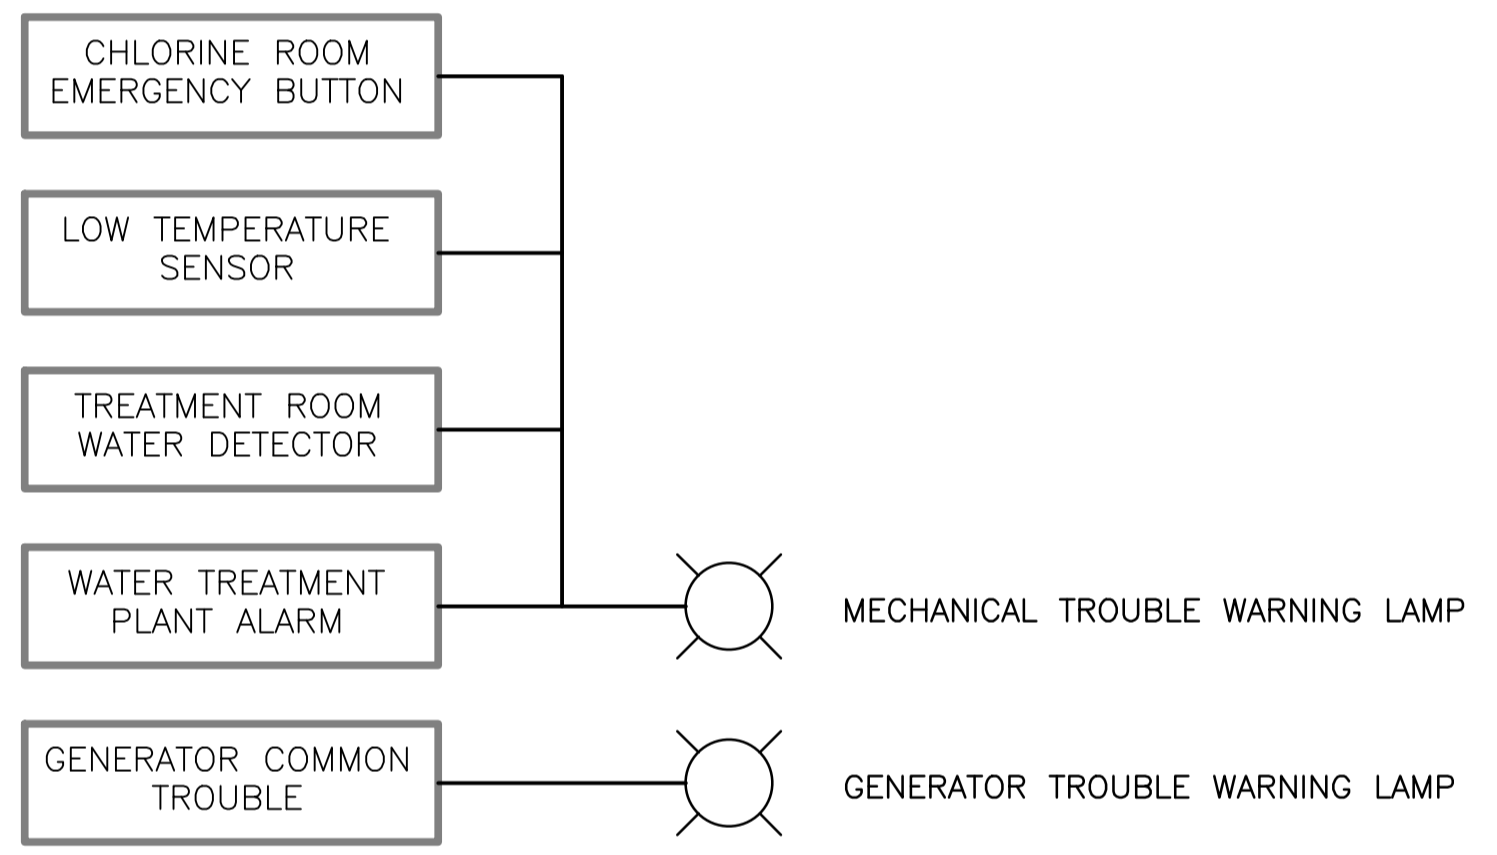 CHLORINE ROOM
EMERGENCY BUTTON
LOW TEMPERATURE
SENSOR
TREATMENT ROOM
WATER DETECTOR
WATER TREATMENT
PLANT ALARM
MECHANICAL TROUBLE WARNING LAMP
GENERATOR COMMON
TROUBLE
GENERATOR TROUBLE WARNING LAMP